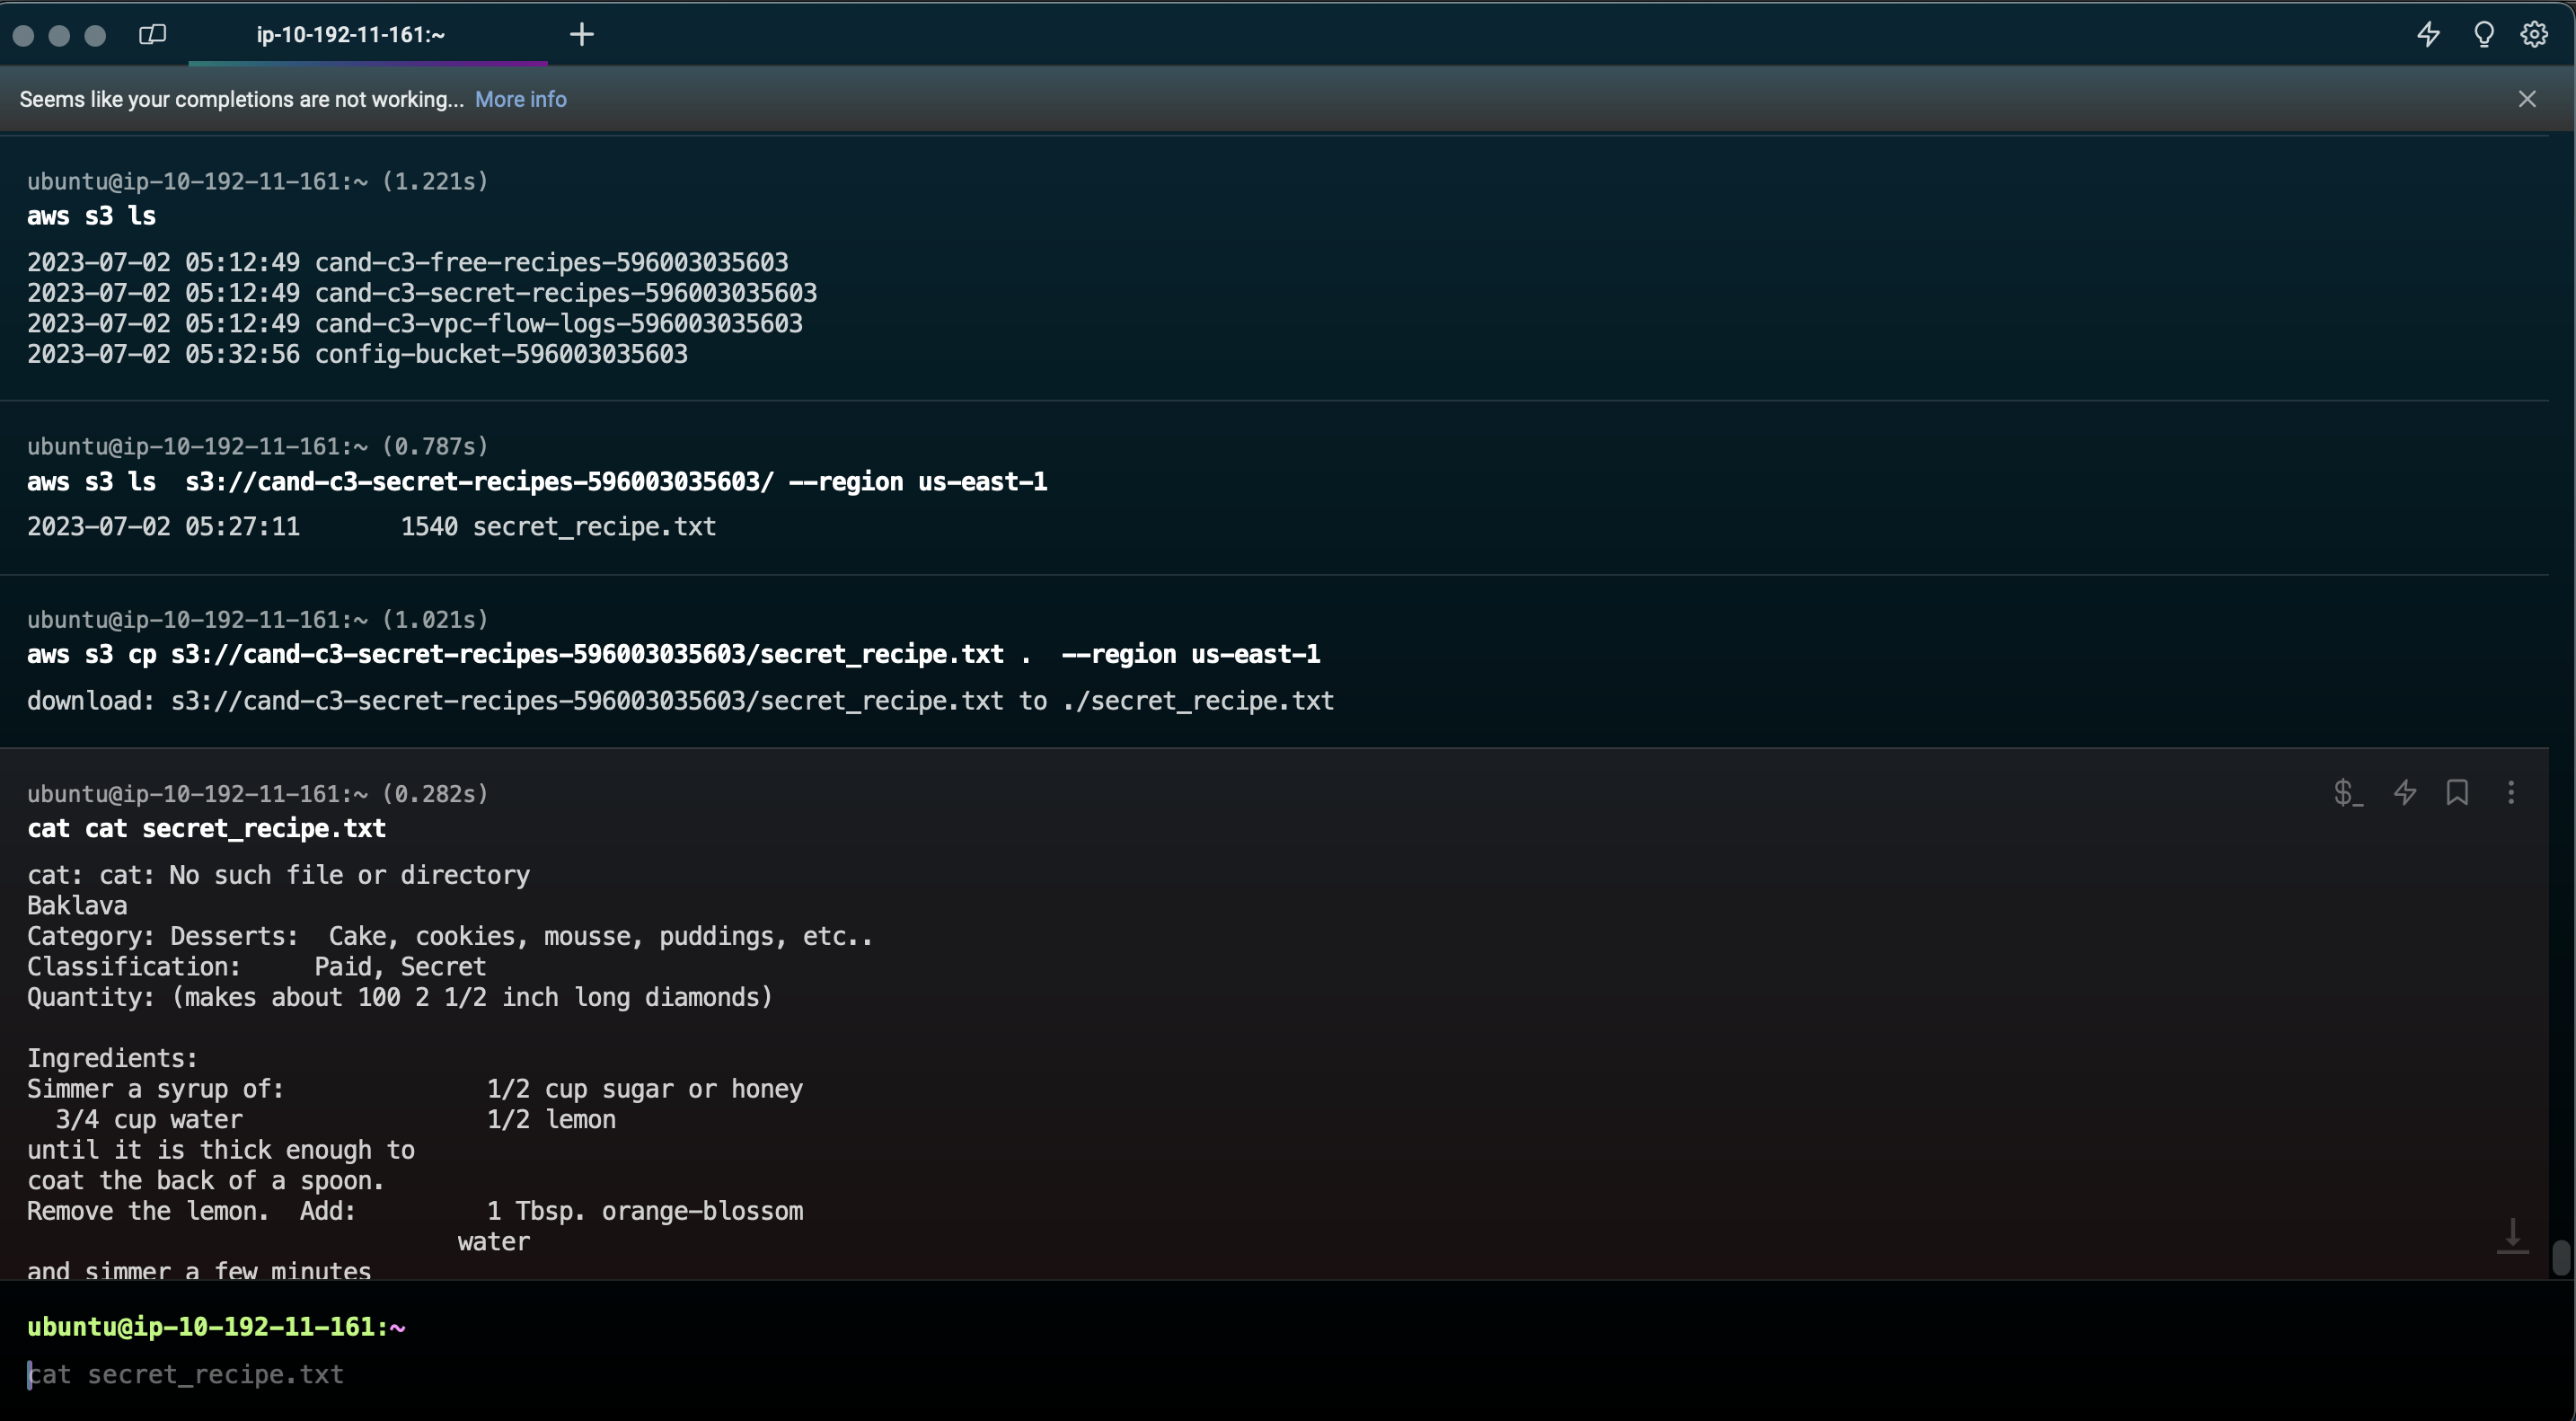 ip-10-192-11-161:~
Seems like your completions are not working... More info
ubuntu@ip-10-192-11-161:~ (1.221s)
aws s3 ls
2023-07-02 05:12:49 cand-c3-free-recipes-596003035603
2023-07-02 05:12:49 cand-c3-secret-recipes-596003035603
2023-07-02 05:12:49 cand-c3-vpc-flow-logs-596003035603
2023-07-02 05:32:56 config-bucket-596003035603
ubuntu@ip-10-192-11-161:~ (0.787s)
aws s3 ls  s3://cand-c3-secret-recipes-596003035603/ --region us-east-1
2023-07-02 05:27:11       1540 secret_recipe.txt
ubuntu@ip-10-192-11-161:~ (1.021s)
aws s3 cp s3://cand-c3-secret-recipes-596003035603/secret_recipe.txt .  --region us-east-1
download: s3://cand-c3-secret-recipes-596003035603/secret_recipe.txt to ./secret_recipe.txt
ubuntu@ip-10-192-11-161:~ (0.282s)
$_
cat cat secret_recipe.txt
cat: cat: No such file or directory
Baklava
Category: Desserts:  Cake, cookies, mousse, puddings, etc..
Classification:     Paid, Secret
Quantity: (makes about 100 2 1/2 inch long diamonds)
Ingredients:
Simmer a syrup of:              1/2 cup sugar or honey
  3/4 cup water                 1/2 lemon
until it is thick enough to
coat the back of a spoon.
Remove the lemon.  Add:         1 Tbsp. orange-blossom
                              water
and simmer a few minutes
ubuntu@ip-10-192-11-161:~
cat secret_recipe.txt